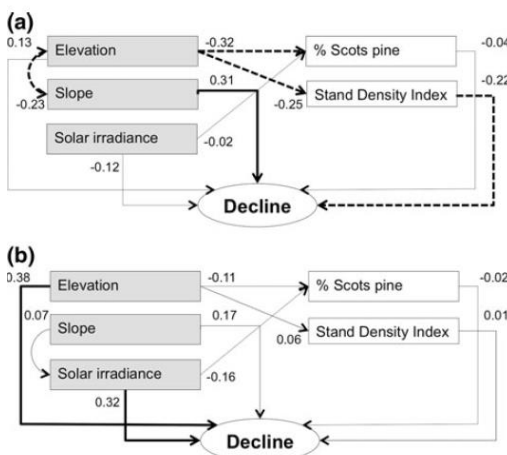 (a)
0.13
Elevation
-0.32
% Scots pine
-0.04
Slope
0.31
-0.22
-0.23
-0.25
Stand Density Index
Solar irradiance
-0.02
-0.12
Decline
(b)
0.38
Elevation
-0.11
% Scots pine
-0.02
0.07
Slope
0.17
0.06
Stand Density Index
0.01
Solar irradiance
-0.16
0.32
Decline